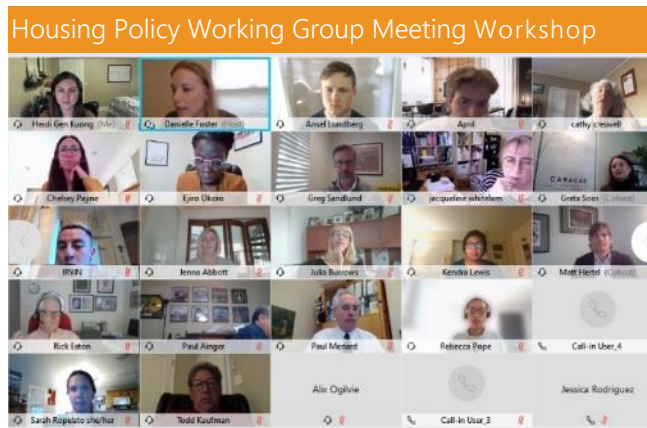 Housing Policy Working Group Meeting Workshop
Heidi Gen Kuong (Me)
Danielle Foster (Host)
Ansel Lundberg
April
cathy creswell
Chelsey Payne
Ejiro Okoro
Greg Sandlund
jacqueline whitelam
CARACAS
Greta Soos (Cohost)
IRVIN
Jenna Abbott
Julia Burrows
Kendra Lewis
Matt Hertel (Cohost)
Rick Eaton
Paul Ainger
Paul Menard
Rebecca Pope
Call-in User_4
Sarah Ropelato she/her
Todd Kaufman
Alix Ogilvie
Call-in User_3
Jessica Rodriguez